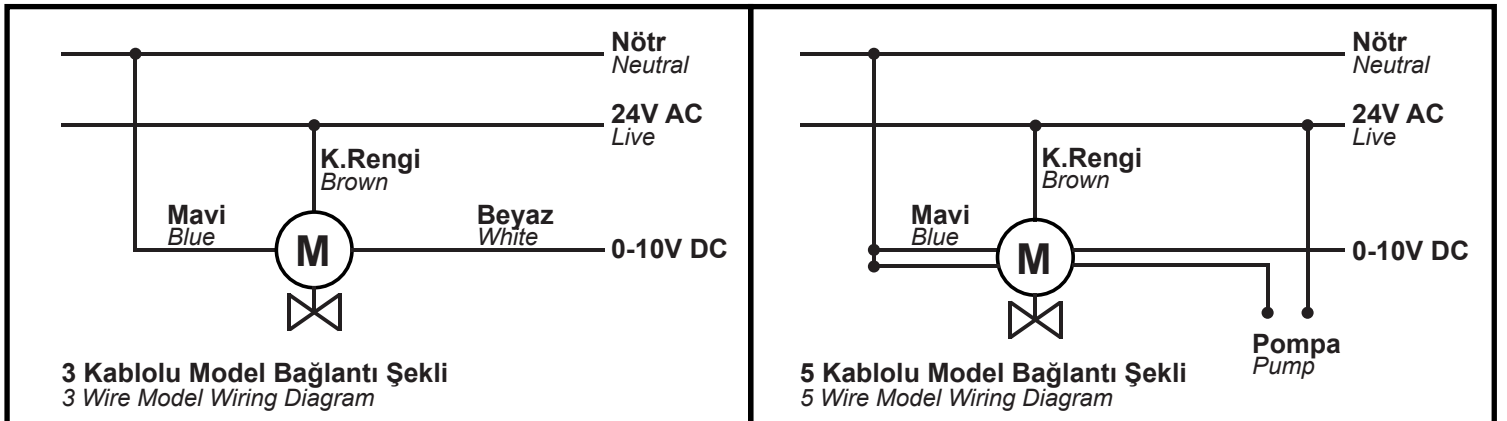 Nötr
Neutral
24V AC
Live
K.Rengi
Brown
Mavi
Blue
Beyaz
White
M
0-10V DC
3 Kablolu Model Bağlantı Şekli
3 Wire Model Wiring Diagram
Nötr
Neutral
24V AC
Live
K.Rengi
Brown
Mavi
Blue
M
0-10V DC
Pompa
Pump
5 Kablolu Model Bağlantı Şekli
5 Wire Model Wiring Diagram